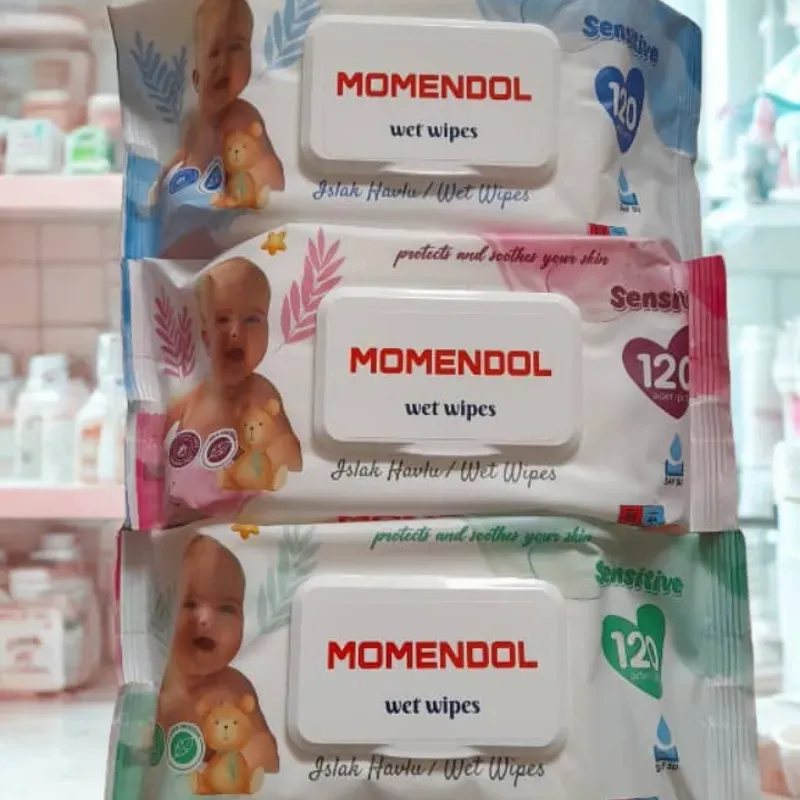 Sensitive
120
MOMENDOL
wet wipes
Islak Havlu / Wet Wipes
protects and soothes your skin
120
MOMENDOL
wet wipes
Islak Havlu / Wet Wipes
protects and soothes your skin
Sensitive
120
MOMENDOL
wet wipes
Islak Havlu / Wet Wipes